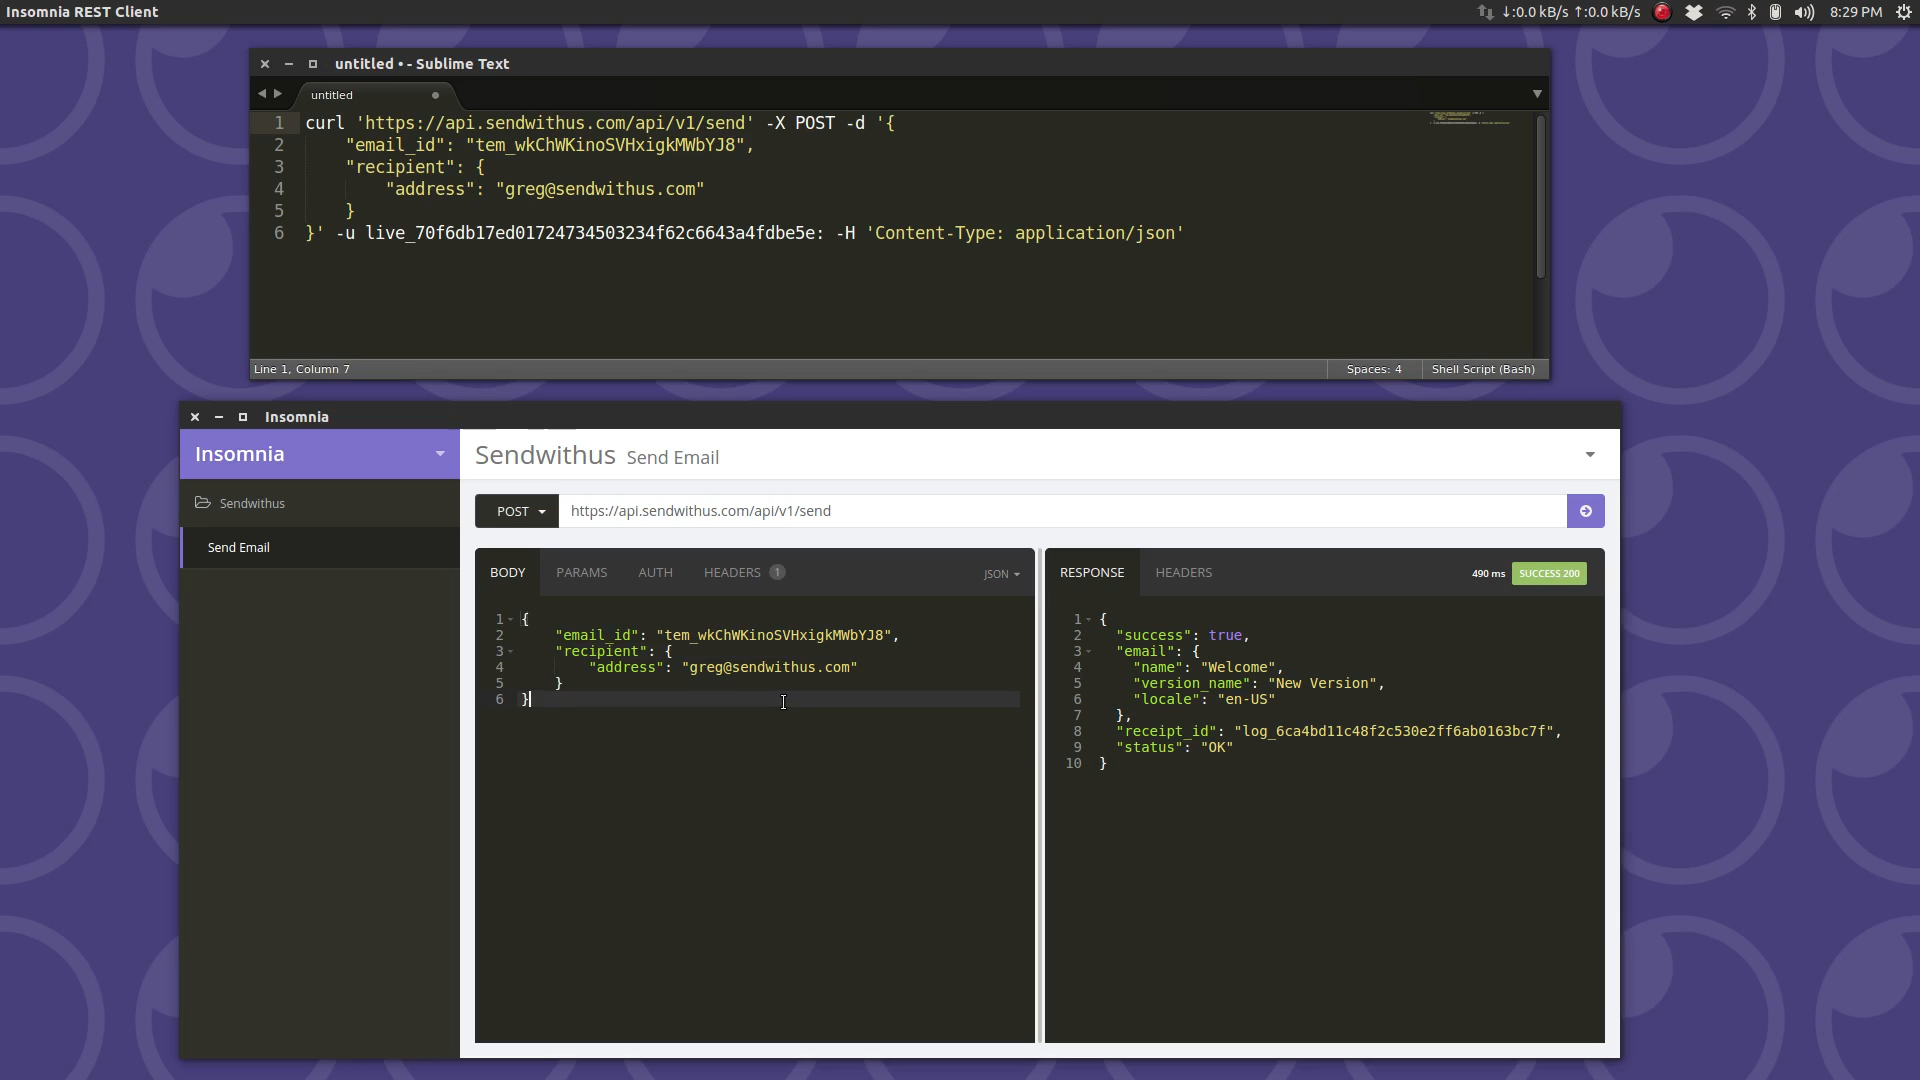 Insomnia REST Client
↓:0.0 kB/s ↑:0.0 kB/s 8:29 PM
untitled • - Sublime Text
untitled
1 curl 'https://api.sendwithus.com/api/v1/send' -X POST -d '{
2 "email_id": "tem_wkChWKinoSVHxigkMWbYJ8",
3 "recipient": {
4 "address": "greg@sendwithus.com"
5 }
6 }' -u live_70f6db17ed01724734503234f62c6643a4fdbe5e: -H 'Content-Type: application/json'
Line 1, Column 7 Spaces: 4 Shell Script (Bash)
Insomnia
Insomnia
Sendwithus Send Email
Sendwithus
Send Email
POST https://api.sendwithus.com/api/v1/send
BODY PARAMS AUTH HEADERS 1 JSON
1 {
2 "email_id": "tem_wkChWKinoSVHxigkMWbYJ8",
3 "recipient": {
4 "address": "greg@sendwithus.com"
5 }
6 }
RESPONSE HEADERS 490 ms SUCCESS 200
1 {
2 "success": true,
3 "email": {
4 "name": "Welcome",
5 "version_name": "New Version",
6 "locale": "en-US"
7 },
8 "receipt_id": "log_6ca4bd11c48f2c530e2ff6ab0163bc7f",
9 "status": "OK"
10 }